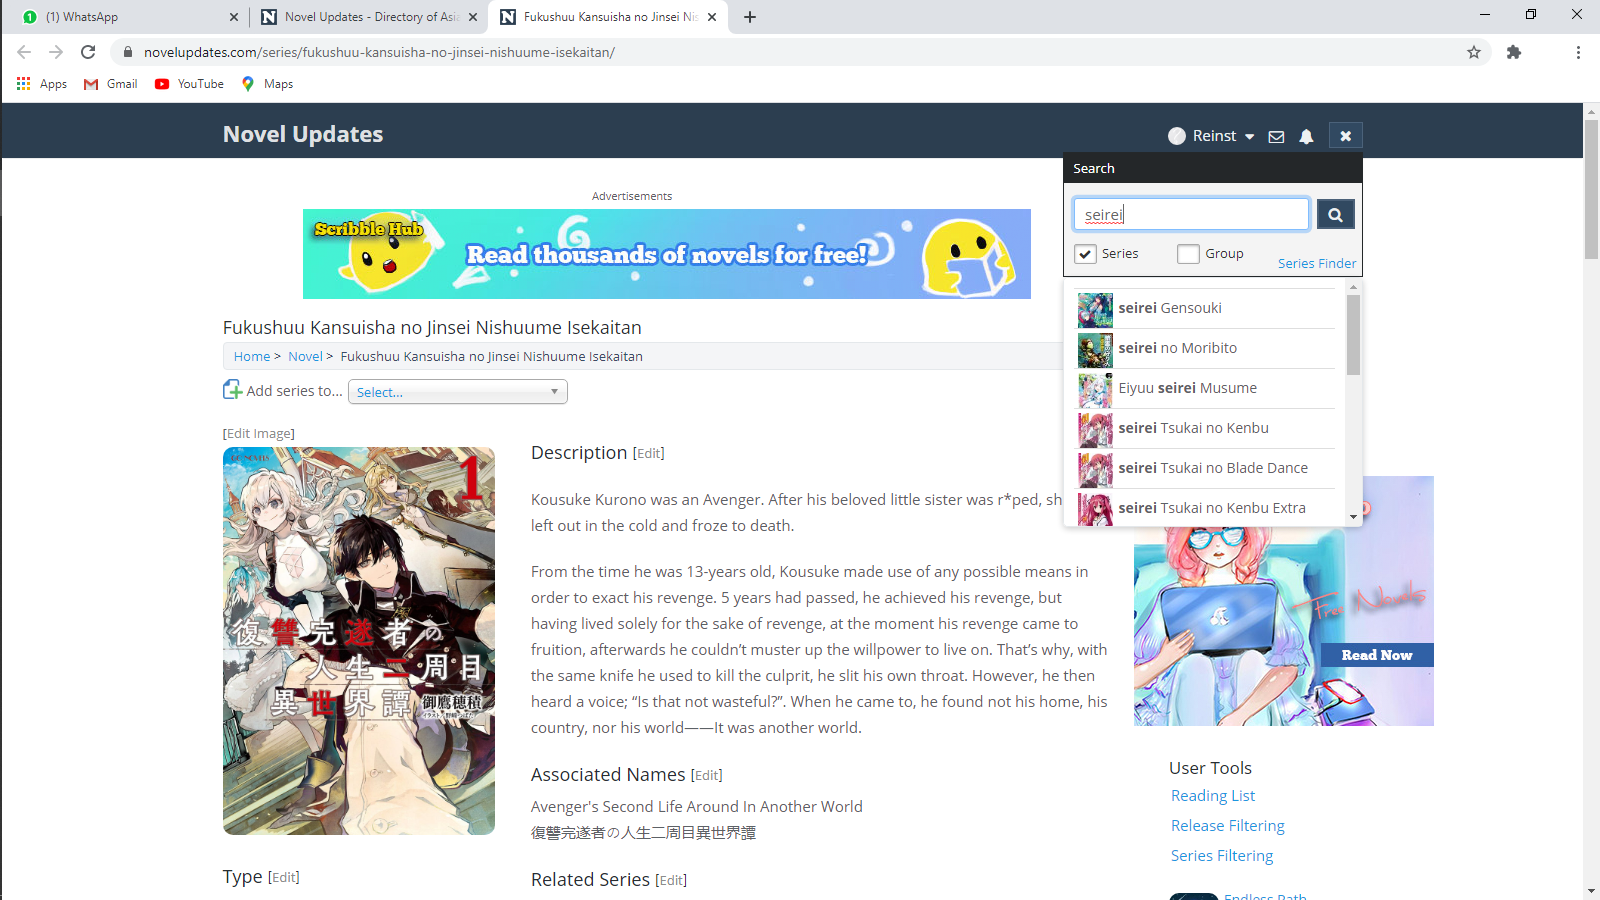 (1) WhatsApp
Novel Updates - Directory of Asia
Fukushuu Kansuisha no Jinsei Nis
novelupdates.com/series/fukushuu-kansuisha-no-jinsei-nishuume-isekaitan/
Apps
Gmail
YouTube
Maps
Novel Updates
Reinst
Search
seirei
Series
Group
Series Finder
seirei Gensouki
seirei no Moribito
Eiyuu seirei Musume
seirei Tsukai no Kenbu
seirei Tsukai no Blade Dance
seirei Tsukai no Kenbu Extra
Advertisements
Scribble Hub
Read thousands of novels for free!
Fukushuu Kansuisha no Jinsei Nishuume Isekaitan
Home > Novel > Fukushuu Kansuisha no Jinsei Nishuume Isekaitan
Add series to...
Select...
[Edit Image]
1
復讐完遂者の
人生二周目
異世界譚
御鷹穂積
Description [Edit]
Kousuke Kurono was an Avenger. After his beloved little sister was r*ped, sh
left out in the cold and froze to death.
From the time he was 13-years old, Kousuke made use of any possible means in
order to exact his revenge. 5 years had passed, he achieved his revenge, but
having lived solely for the sake of revenge, at the moment his revenge came to
fruition, afterwards he couldn’t muster up the willpower to live on. That’s why, with
the same knife he used to kill the culprit, he slit his own throat. However, he then
heard a voice; “Is that not wasteful?”. When he came to, he found not his home, his
country, nor his world——It was another world.
Associated Names [Edit]
Avenger's Second Life Around In Another World
復讐完遂者の人生二周目異世界譚
Type [Edit]
Related Series [Edit]
Free Novels
Read Now
User Tools
Reading List
Release Filtering
Series Filtering
Endless Path